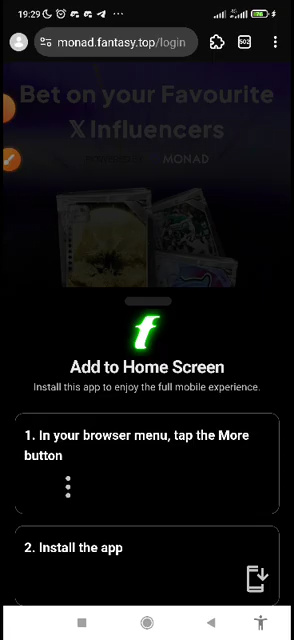 19:29
monad.fantasy.top/login
502
Bet on your Favourite
X Influencers
MONAD
f
Add to Home Screen
Install this app to enjoy the full mobile experience.
1. In your browser menu, tap the More
button
2. Install the app